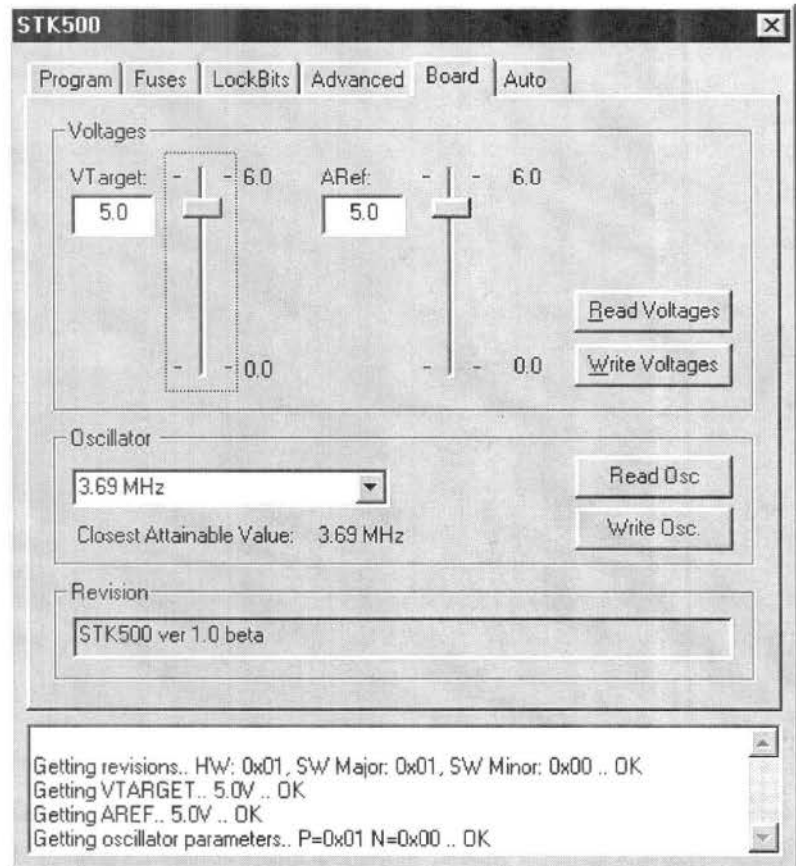 STK500
Program Fuses LockBits Advanced Board Auto
Voltages
VTarget: 6.0 ARef: 6.0
5.0 5.0
Read Voltages
0.0 0.0 Write Voltages
Oscillator
3.69 MHz Read Osc
Closest Attainable Value: 3.69 MHz Write Osc.
Revision
STK500 ver 1.0 beta
Getting revisions.. HW: 0x01, SW Major: 0x01, SW Minor: 0x00 .. OK
Getting VTARGET.. 5.0V .. OK
Getting AREF.. 5.0V .. OK
Getting oscillator parameters.. P=0x01 N=0x00 .. OK